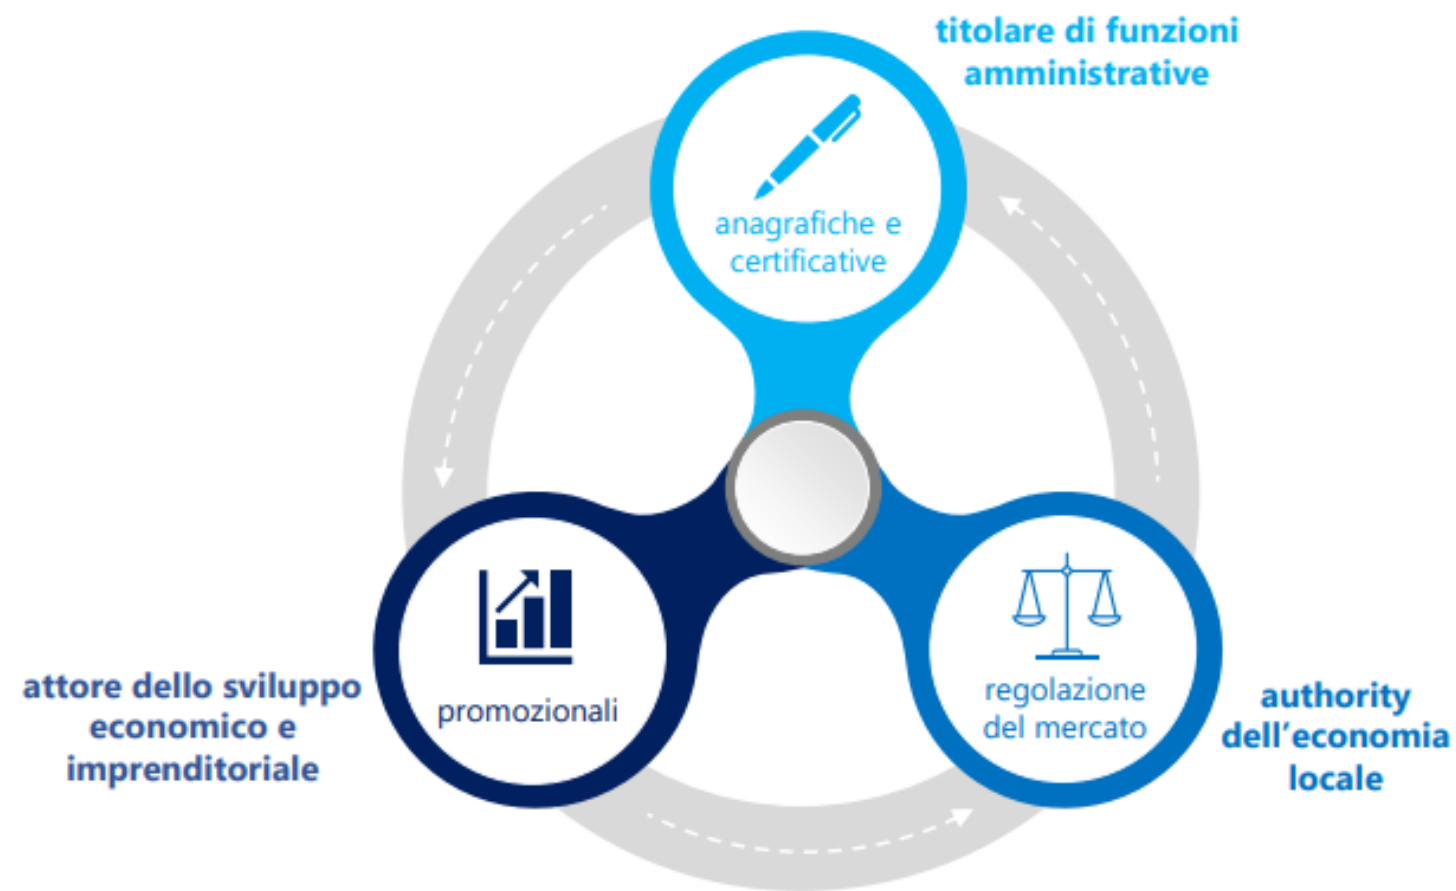 titolare di funzioni
amministrative
anagrafiche e
certificative
attore dello sviluppo
economico e
imprenditoriale
promozionali
regolazione
del mercato
authority
dell’economia
locale